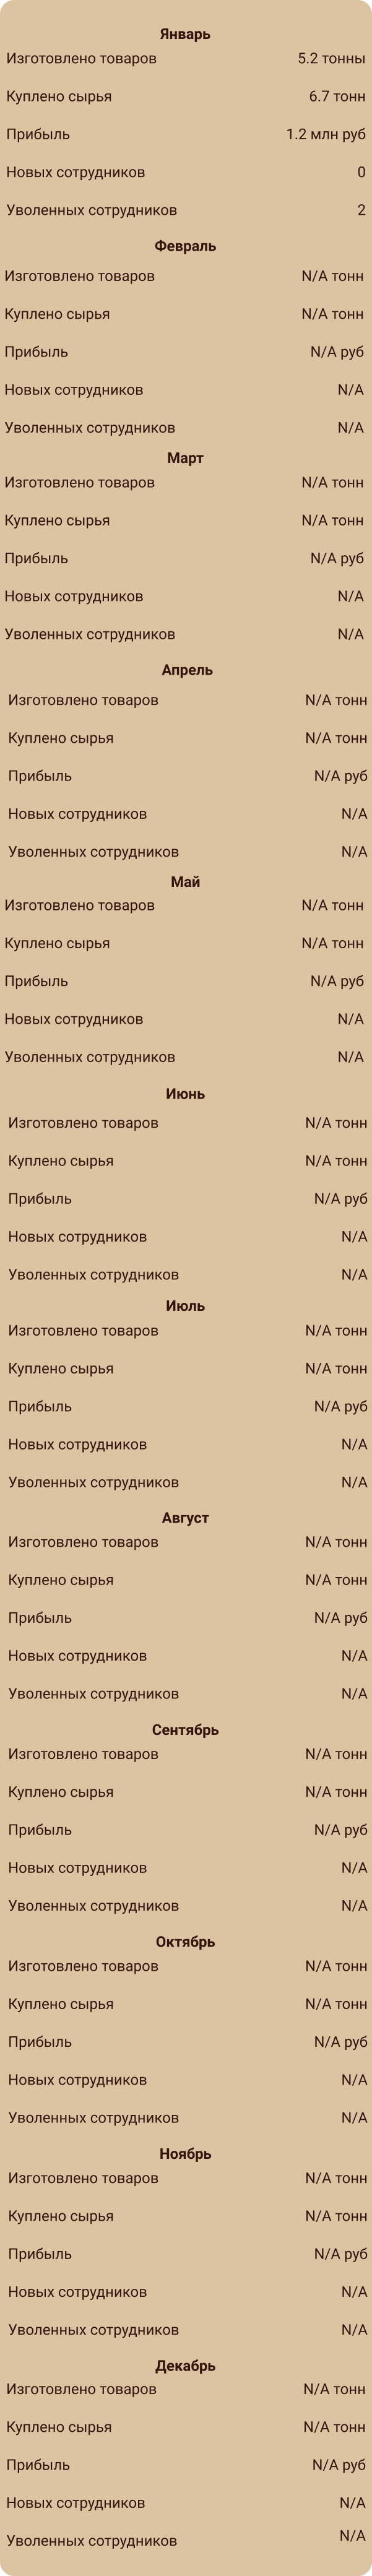 Январь
Изготовлено товаров 5.2 тонны
Куплено сырья 6.7 тонн
Прибыль 1.2 млн руб
Новых сотрудников 0
Уволенных сотрудников 2
Февраль
Изготовлено товаров N/A тонн
Куплено сырья N/A тонн
Прибыль N/A руб
Новых сотрудников N/A
Уволенных сотрудников N/A
Март
Изготовлено товаров N/A тонн
Куплено сырья N/A тонн
Прибыль N/A руб
Новых сотрудников N/A
Уволенных сотрудников N/A
Апрель
Изготовлено товаров N/A тонн
Куплено сырья N/A тонн
Прибыль N/A руб
Новых сотрудников N/A
Уволенных сотрудников N/A
Май
Изготовлено товаров N/A тонн
Куплено сырья N/A тонн
Прибыль N/A руб
Новых сотрудников N/A
Уволенных сотрудников N/A
Июнь
Изготовлено товаров N/A тонн
Куплено сырья N/A тонн
Прибыль N/A руб
Новых сотрудников N/A
Уволенных сотрудников N/A
Июль
Изготовлено товаров N/A тонн
Куплено сырья N/A тонн
Прибыль N/A руб
Новых сотрудников N/A
Уволенных сотрудников N/A
Август
Изготовлено товаров N/A тонн
Куплено сырья N/A тонн
Прибыль N/A руб
Новых сотрудников N/A
Уволенных сотрудников N/A
Сентябрь
Изготовлено товаров N/A тонн
Куплено сырья N/A тонн
Прибыль N/A руб
Новых сотрудников N/A
Уволенных сотрудников N/A
Октябрь
Изготовлено товаров N/A тонн
Куплено сырья N/A тонн
Прибыль N/A руб
Новых сотрудников N/A
Уволенных сотрудников N/A
Ноябрь
Изготовлено товаров N/A тонн
Куплено сырья N/A тонн
Прибыль N/A руб
Новых сотрудников N/A
Уволенных сотрудников N/A
Декабрь
Изготовлено товаров N/A тонн
Куплено сырья N/A тонн
Прибыль N/A руб
Новых сотрудников N/A
Уволенных сотрудников N/A